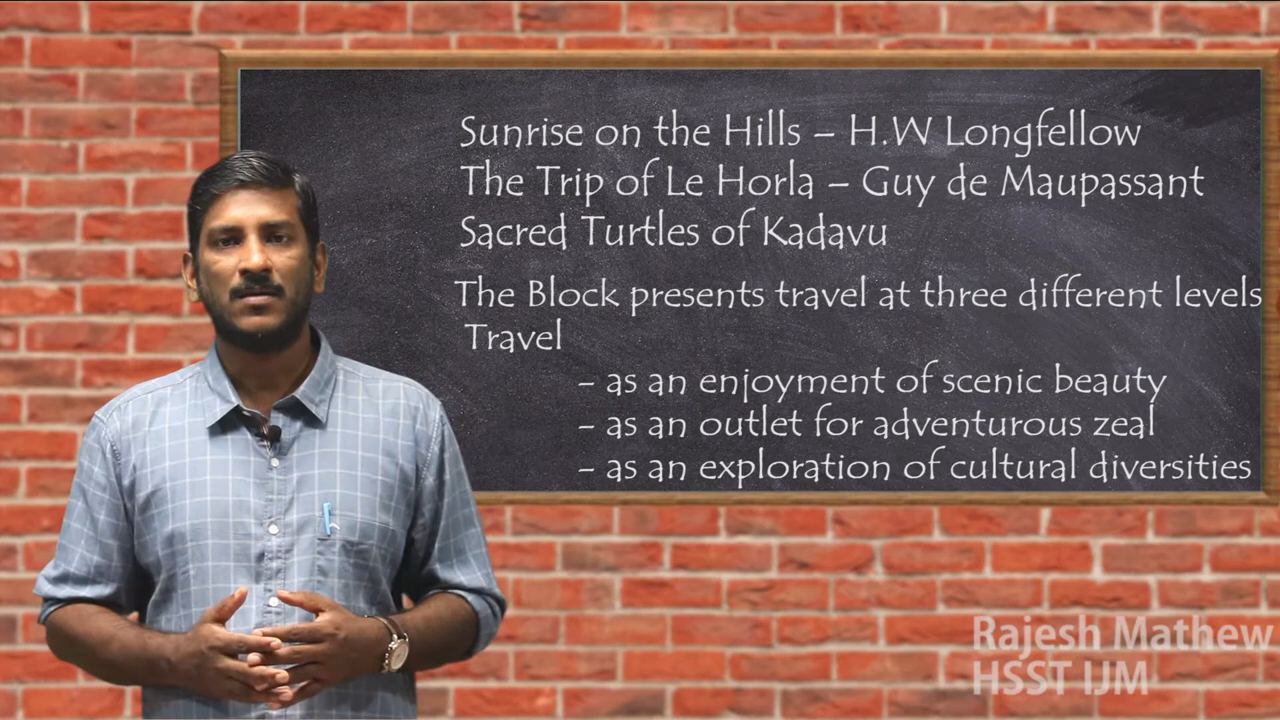 Sunrise on the Hills – H.W Longfellow
The Trip of Le Horla – Guy de Maupassant
Sacred Turtles of Kadavu
The Block presents travel at three different levels
Travel
- as an enjoyment of scenic beauty
- as an outlet for adventurous zeal
- as an exploration of cultural diversities
Rajesh Mathew
HSST IJM